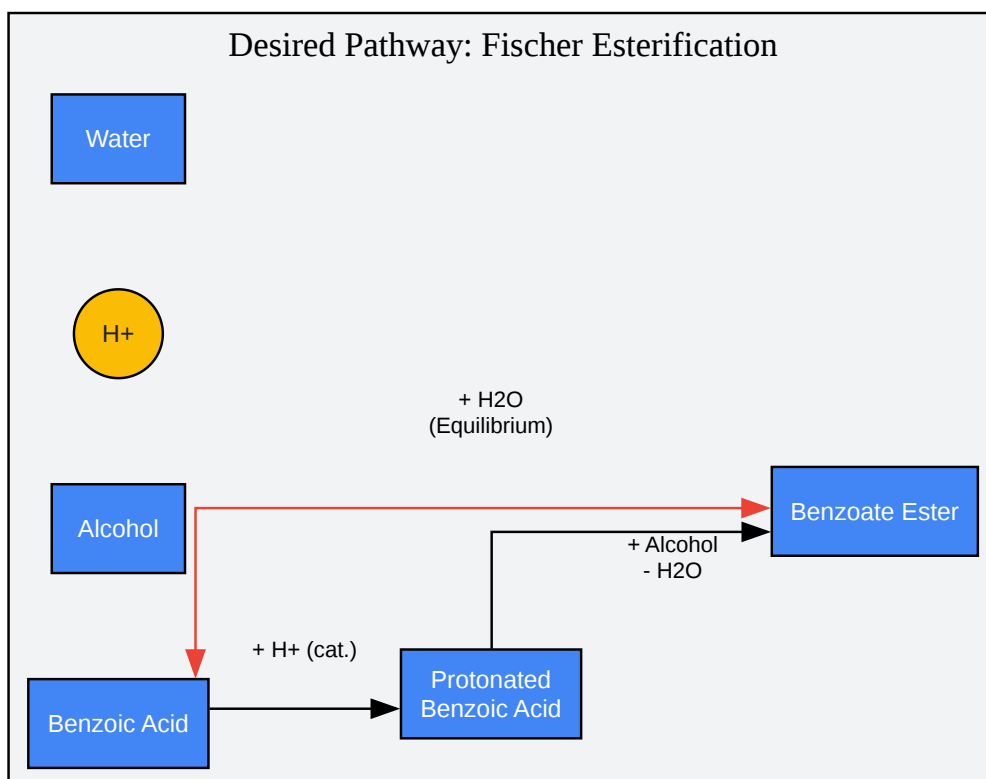 Desired Pathway: Fischer Esterification
Water
H+
+ H2O
(Equilibrium)
Alcohol
Benzoate Ester
+ Alcohol
- H2O
+ H+ (cat.)
Protonated
Benzoic Acid
Benzoic Acid